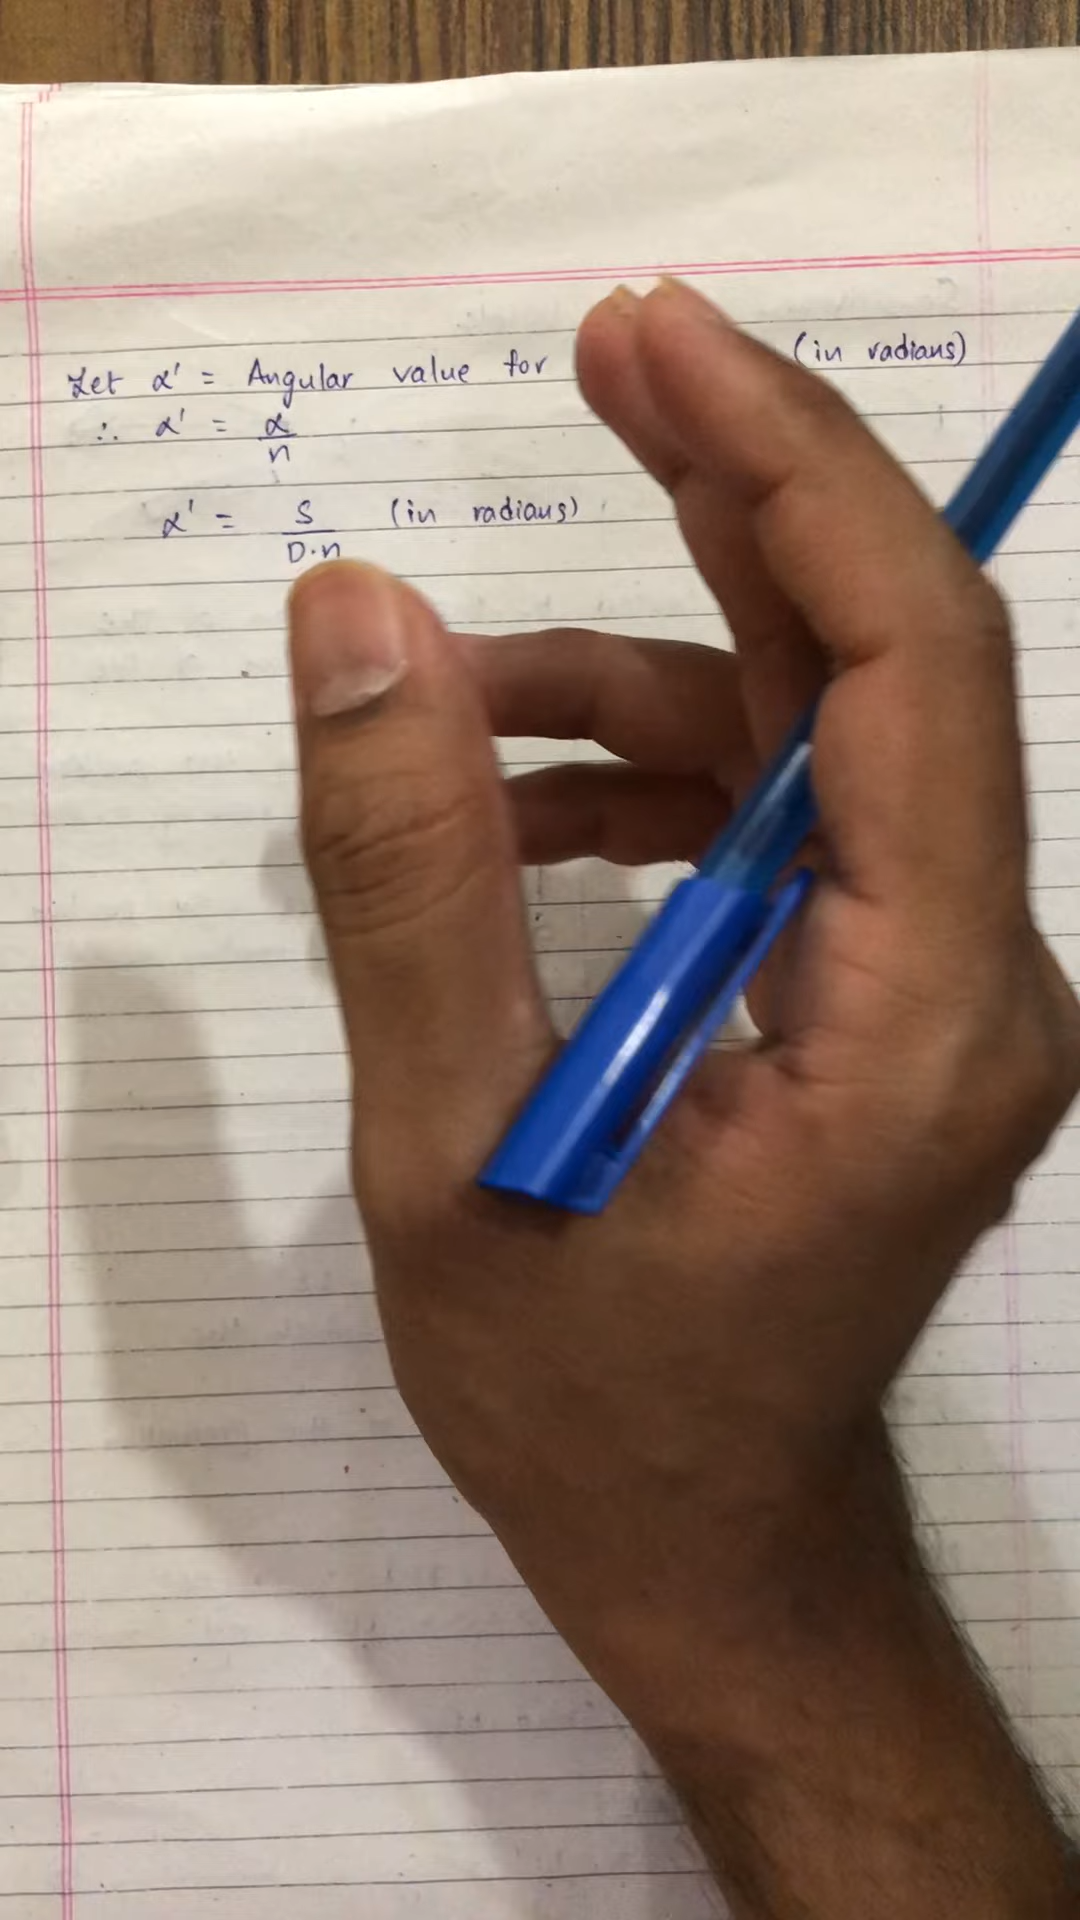 Let α' = Angular value for (in radians)
∴ α' = α/n
α' = S/D·n (in radians)